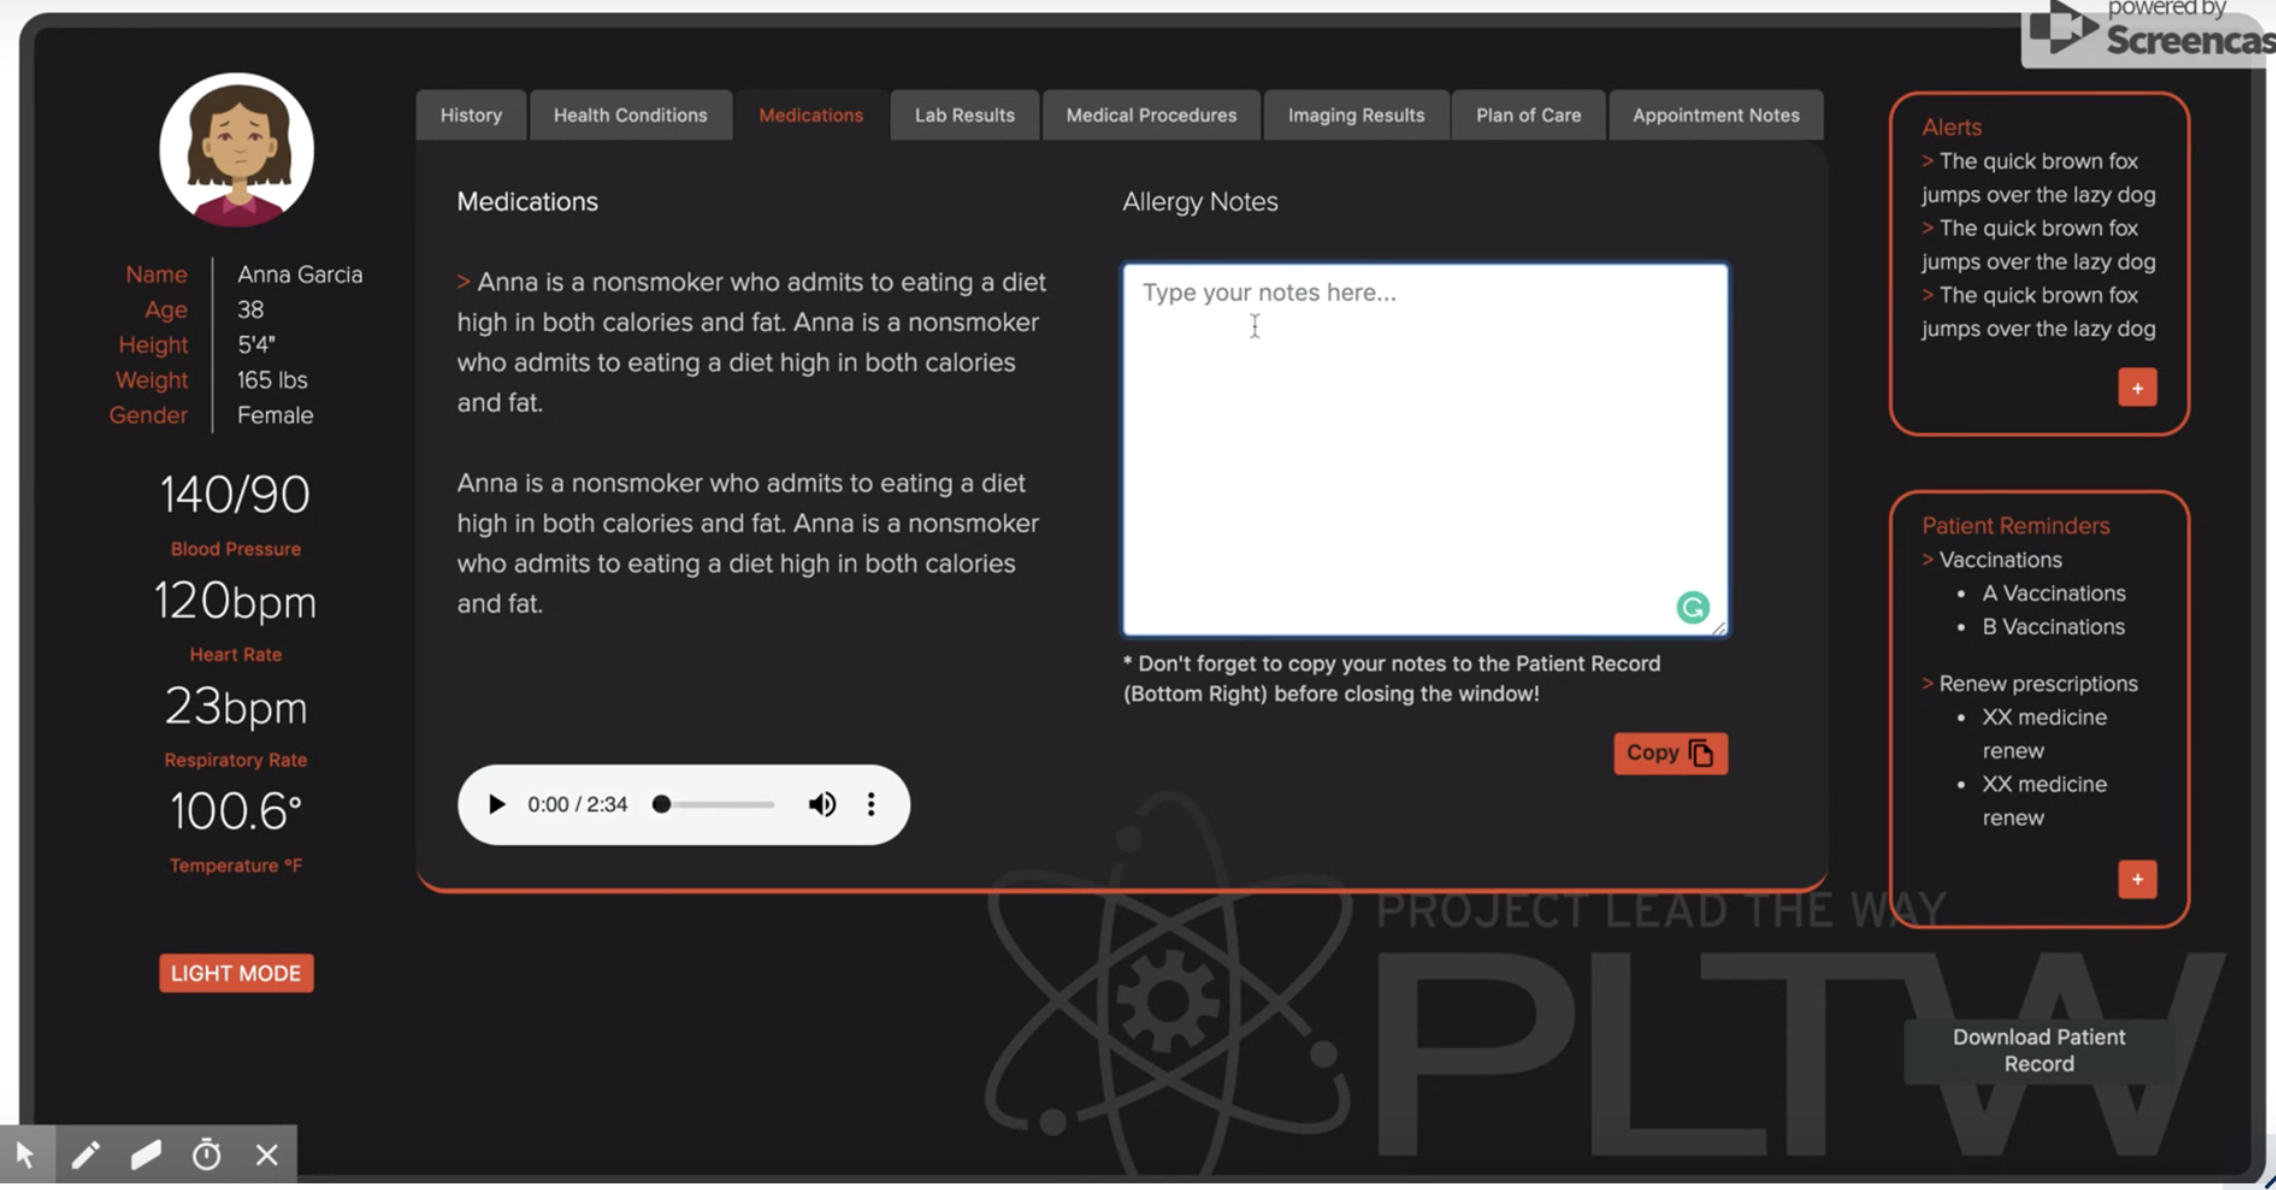 powered by
Screencas
History
Health Conditions
Medications
Lab Results
Medical Procedures
Imaging Results
Plan of Care
Appointment Notes
Name Anna Garcia
Age 38
Height 5'4"
Weight 165 lbs
Gender Female
140/90
Blood Pressure
120bpm
Heart Rate
23bpm
Respiratory Rate
100.6°
Temperature °F
LIGHT MODE
Medications
> Anna is a nonsmoker who admits to eating a diet
high in both calories and fat. Anna is a nonsmoker
who admits to eating a diet high in both calories
and fat.
Anna is a nonsmoker who admits to eating a diet
high in both calories and fat. Anna is a nonsmoker
who admits to eating a diet high in both calories
and fat.
0:00 / 2:34
Allergy Notes
Type your notes here...
* Don't forget to copy your notes to the Patient Record
(Bottom Right) before closing the window!
Copy
Alerts
> The quick brown fox
jumps over the lazy dog
> The quick brown fox
jumps over the lazy dog
> The quick brown fox
jumps over the lazy dog
+
Patient Reminders
> Vaccinations
• A Vaccinations
• B Vaccinations
> Renew prescriptions
• XX medicine
renew
• XX medicine
renew
+
PROJECT LEAD THE WAY
PLTW
Download Patient
Record